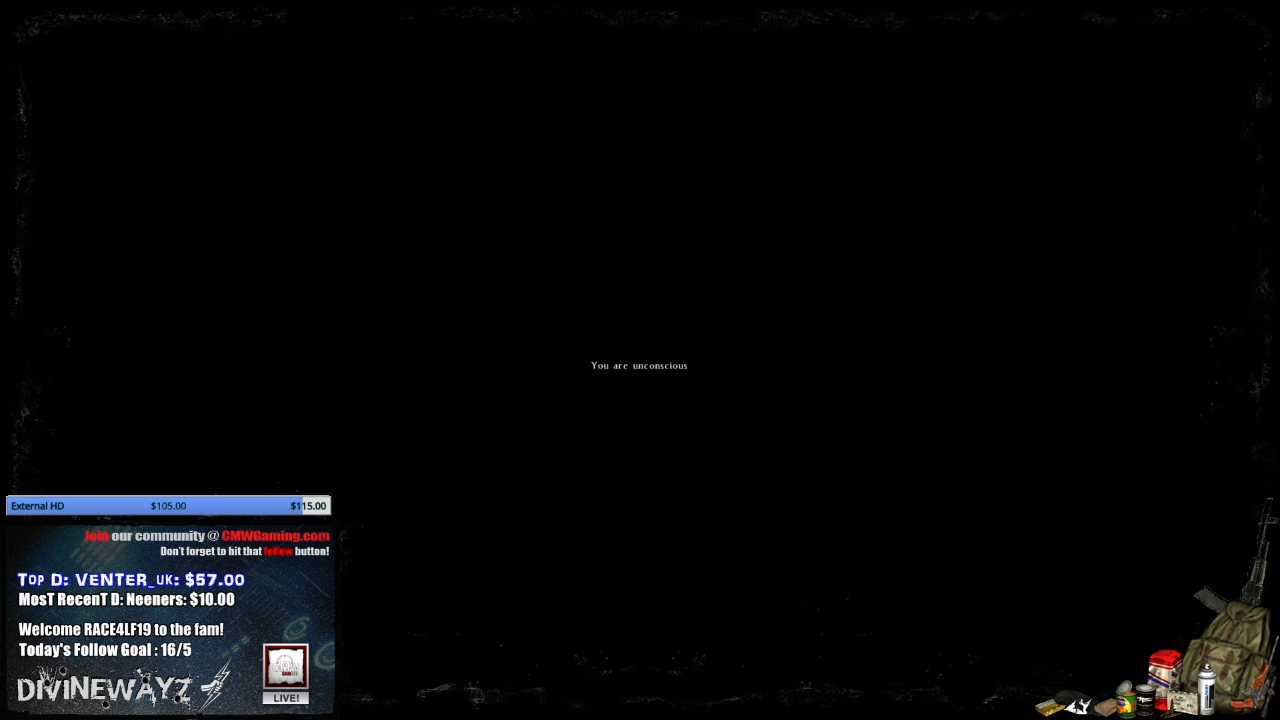 You are unconscious
External HD $105.00 $115.00
Join our community @ CMWGaming.com
Don't forget to hit that follow button!
Top D: VENTER_UK: $57.00
MosT RecenT D: Neeners: $10.00
Welcome RACE4LF19 to the fam!
Today's Follow Goal : 16/5
DIVINEWAYZ
LIVE!